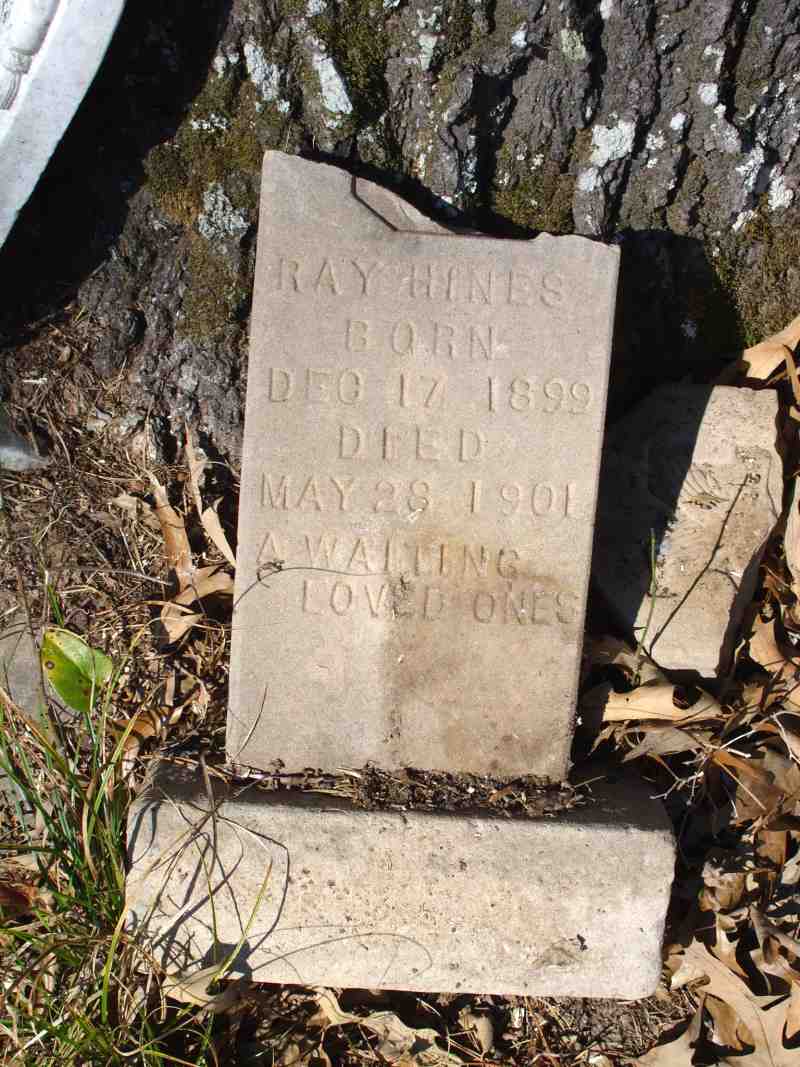 RAY HINES
BORN
DEC 17 1899
DIED
MAY 28 1901
AWAITING
LOVED ONES